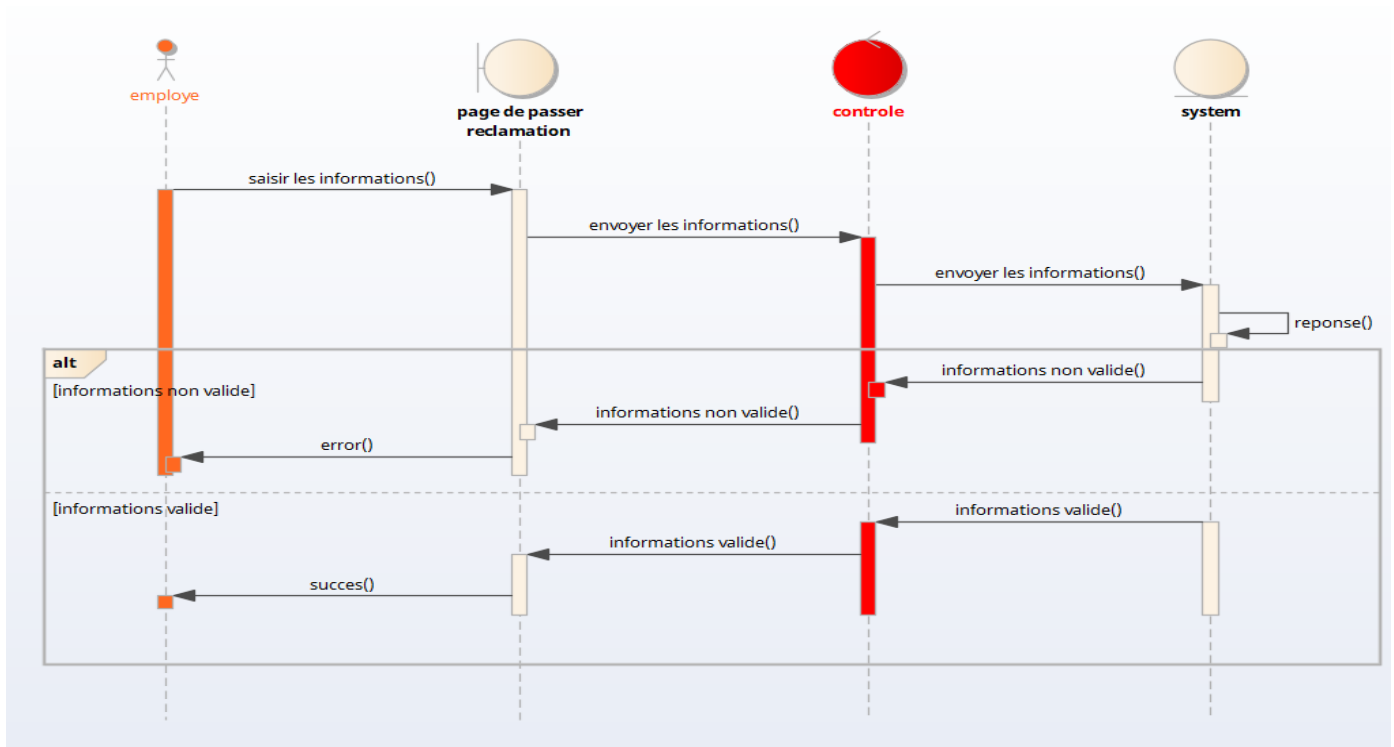 employe
page de passer
reclamation
controle
system
saisir les informations()
envoyer les informations()
envoyer les informations()
reponse()
alt
[informations non valide]
informations non valide()
informations non valide()
error()
[informations valide]
informations valide()
informations valide()
succes()